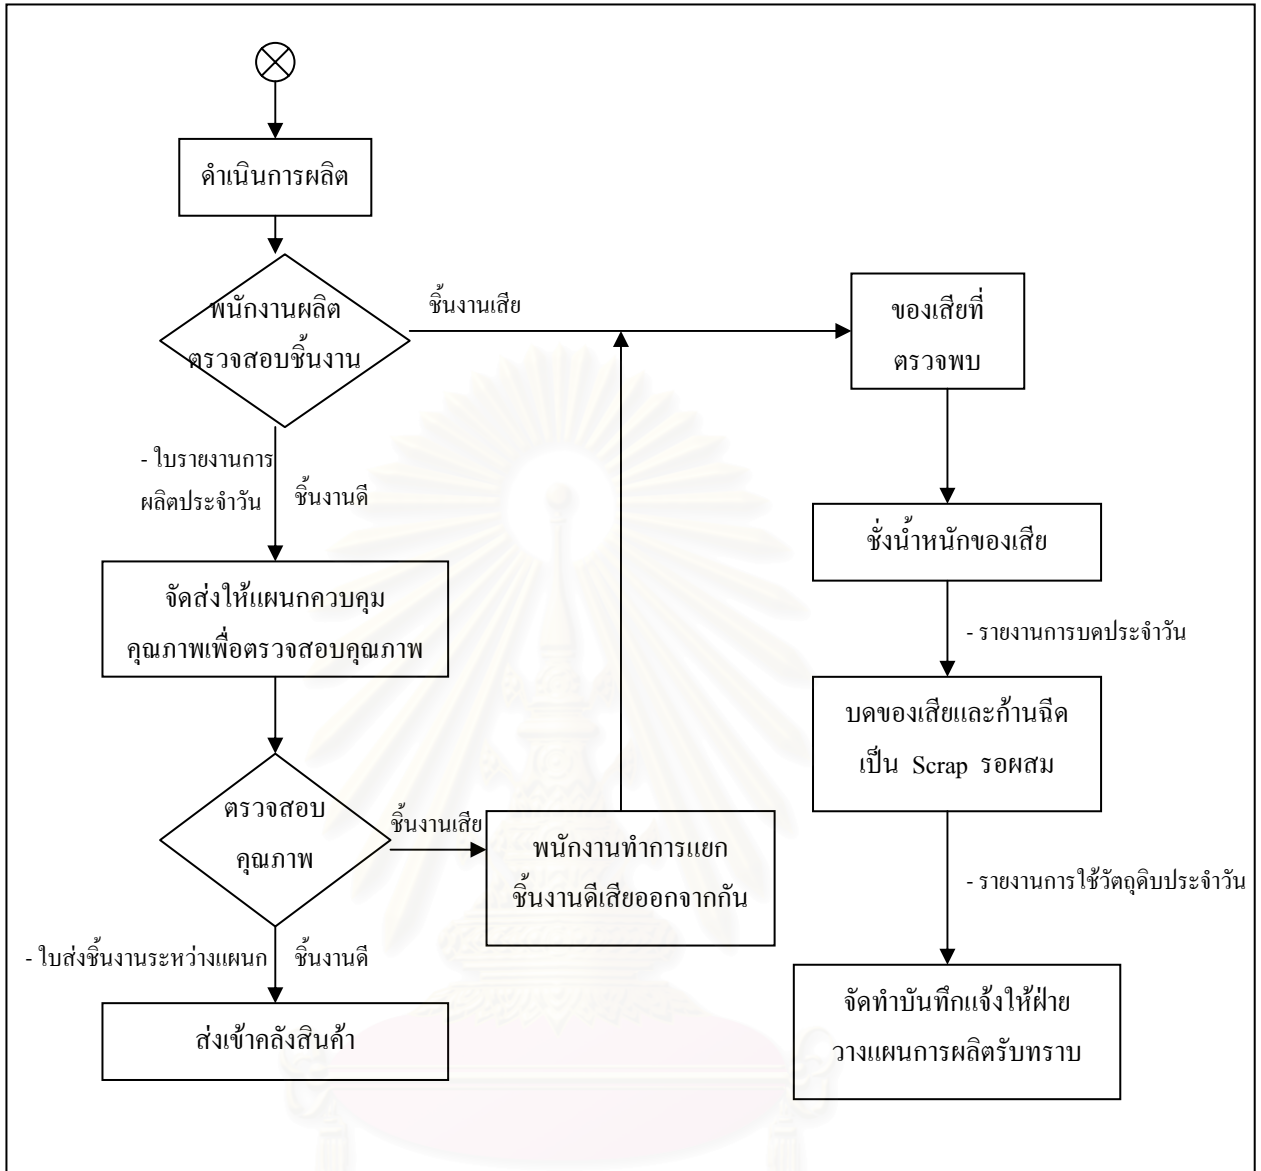 ดำเนินการผลิต
พนักงานผลิต
ตรวจสอบชิ้นงาน
ชิ้นงานเสีย
ของเสียที่
ตรวจพบ
- ใบรายงานการ
ผลิตประจำวัน
ชิ้นงานดี
ชั่งน้ำหนักของเสีย
จัดส่งให้แผนกควบคุม
คุณภาพเพื่อตรวจสอบคุณภาพ
- รายงานการบดประจำวัน
บดของเสียและก้านฉีด
เป็น Scrap รอผสม
ตรวจสอบ
คุณภาพ
ชิ้นงานเสีย
พนักงานทำการแยก
ชิ้นงานดีเสียออกจากกัน
- รายงานการใช้วัตถุดิบประจำวัน
- ใบส่งชิ้นงานระหว่างแผนก
ชิ้นงานดี
ส่งเข้าคลังสินค้า
จัดทำบันทึกแจ้งให้ฝ่าย
วางแผนการผลิตรับทราบ